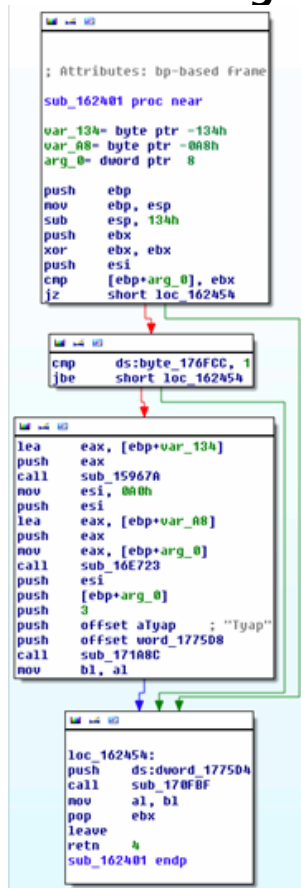 ; Attributes: bp-based frame
sub_162401 proc near
var_134= byte ptr -134h
var_A8= byte ptr -0A8h
arg_0= dword ptr  8
push    ebp
mov     ebp, esp
sub     esp, 134h
push    ebx
xor     ebx, ebx
push    esi
cmp     [ebp+arg_0], ebx
jz      short loc_162454
cmp     ds:byte_176FCC, 1
jbe     short loc_162454
lea     eax, [ebp+var_134]
push    eax
call    sub_15967A
mov     esi, 0A0h
push    esi
lea     eax, [ebp+var_A8]
push    eax
mov     eax, [ebp+arg_0]
call    sub_16E723
push    esi
push    [ebp+arg_0]
push    3
push    offset aTyap    ; "Tyap"
push    offset word_1775D8
call    sub_171A8C
mov     bl, al
loc_162454:
push    ds:dword_1775D4
call    sub_170FBF
mov     al, bl
pop     ebx
leave
retn    4
sub_162401 endp